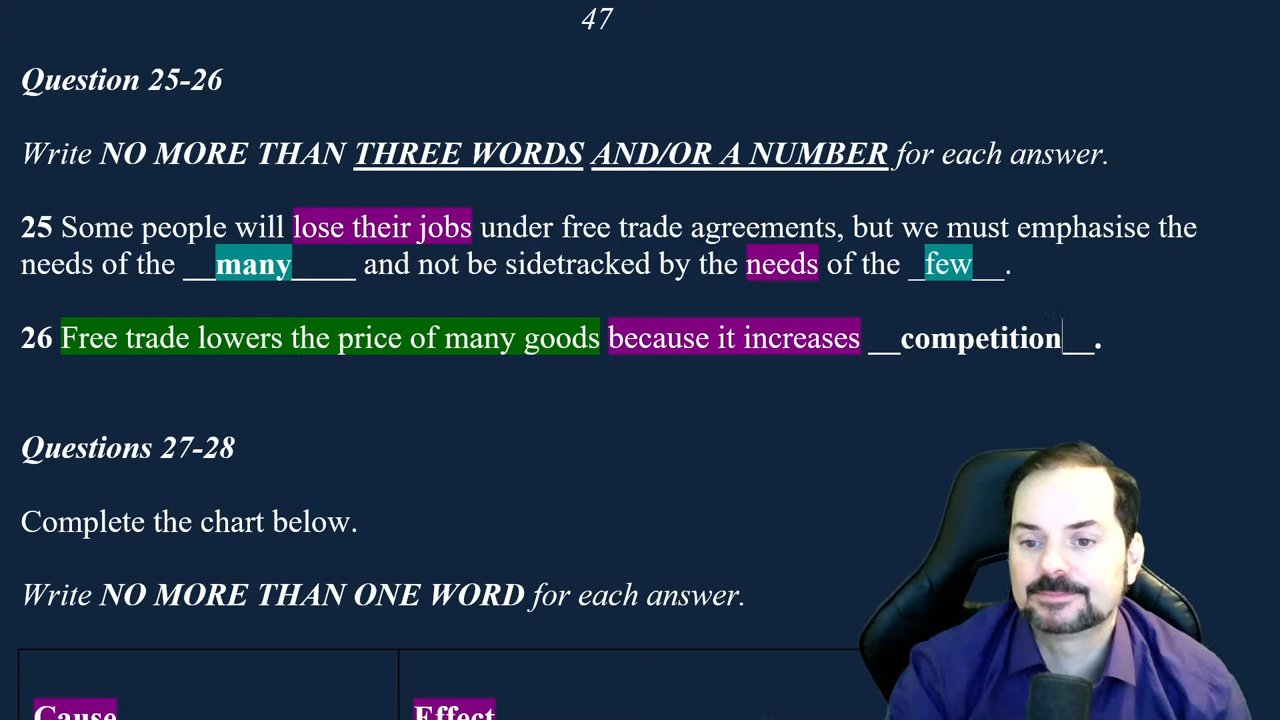 47
Question 25-26
Write NO MORE THAN THREE WORDS AND/OR A NUMBER for each answer.
25 Some people will lose their jobs under free trade agreements, but we must emphasise the
needs of the __many____ and not be sidetracked by the needs of the _few__.
26 Free trade lowers the price of many goods because it increases __competition__.
Questions 27-28
Complete the chart below.
Write NO MORE THAN ONE WORD for each answer.
Cause
Effect